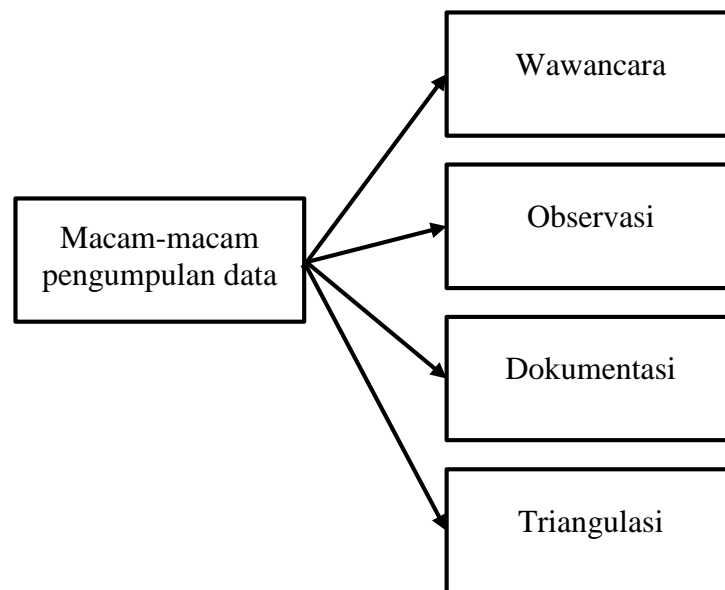 Wawancara
Observasi
Macam-macam
pengumpulan data
Dokumentasi
Triangulasi